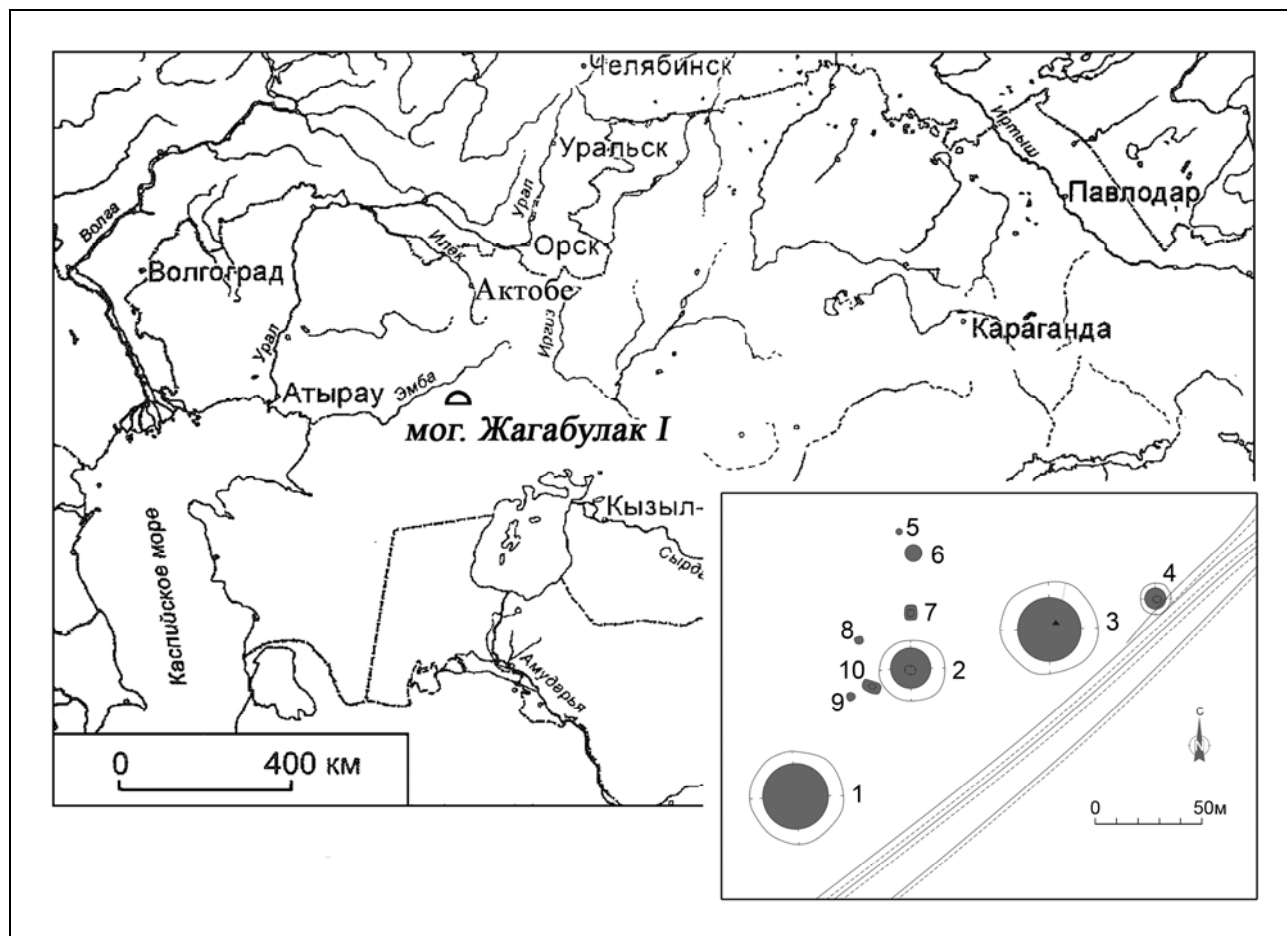 Челябинск
Иртыш
Уральск
Урал
Павлодар
Волга
Илек
Орск
Волгоград
Актобе
Иргиз
Караганда
Урал
Атырау
Эмба
мог. Жагабулак I
Кызыл-
Сырда
Каспийское море
Амударья
0 400 км
5
6
4
7
3
8
2
10
9
1
С
N
0 50м